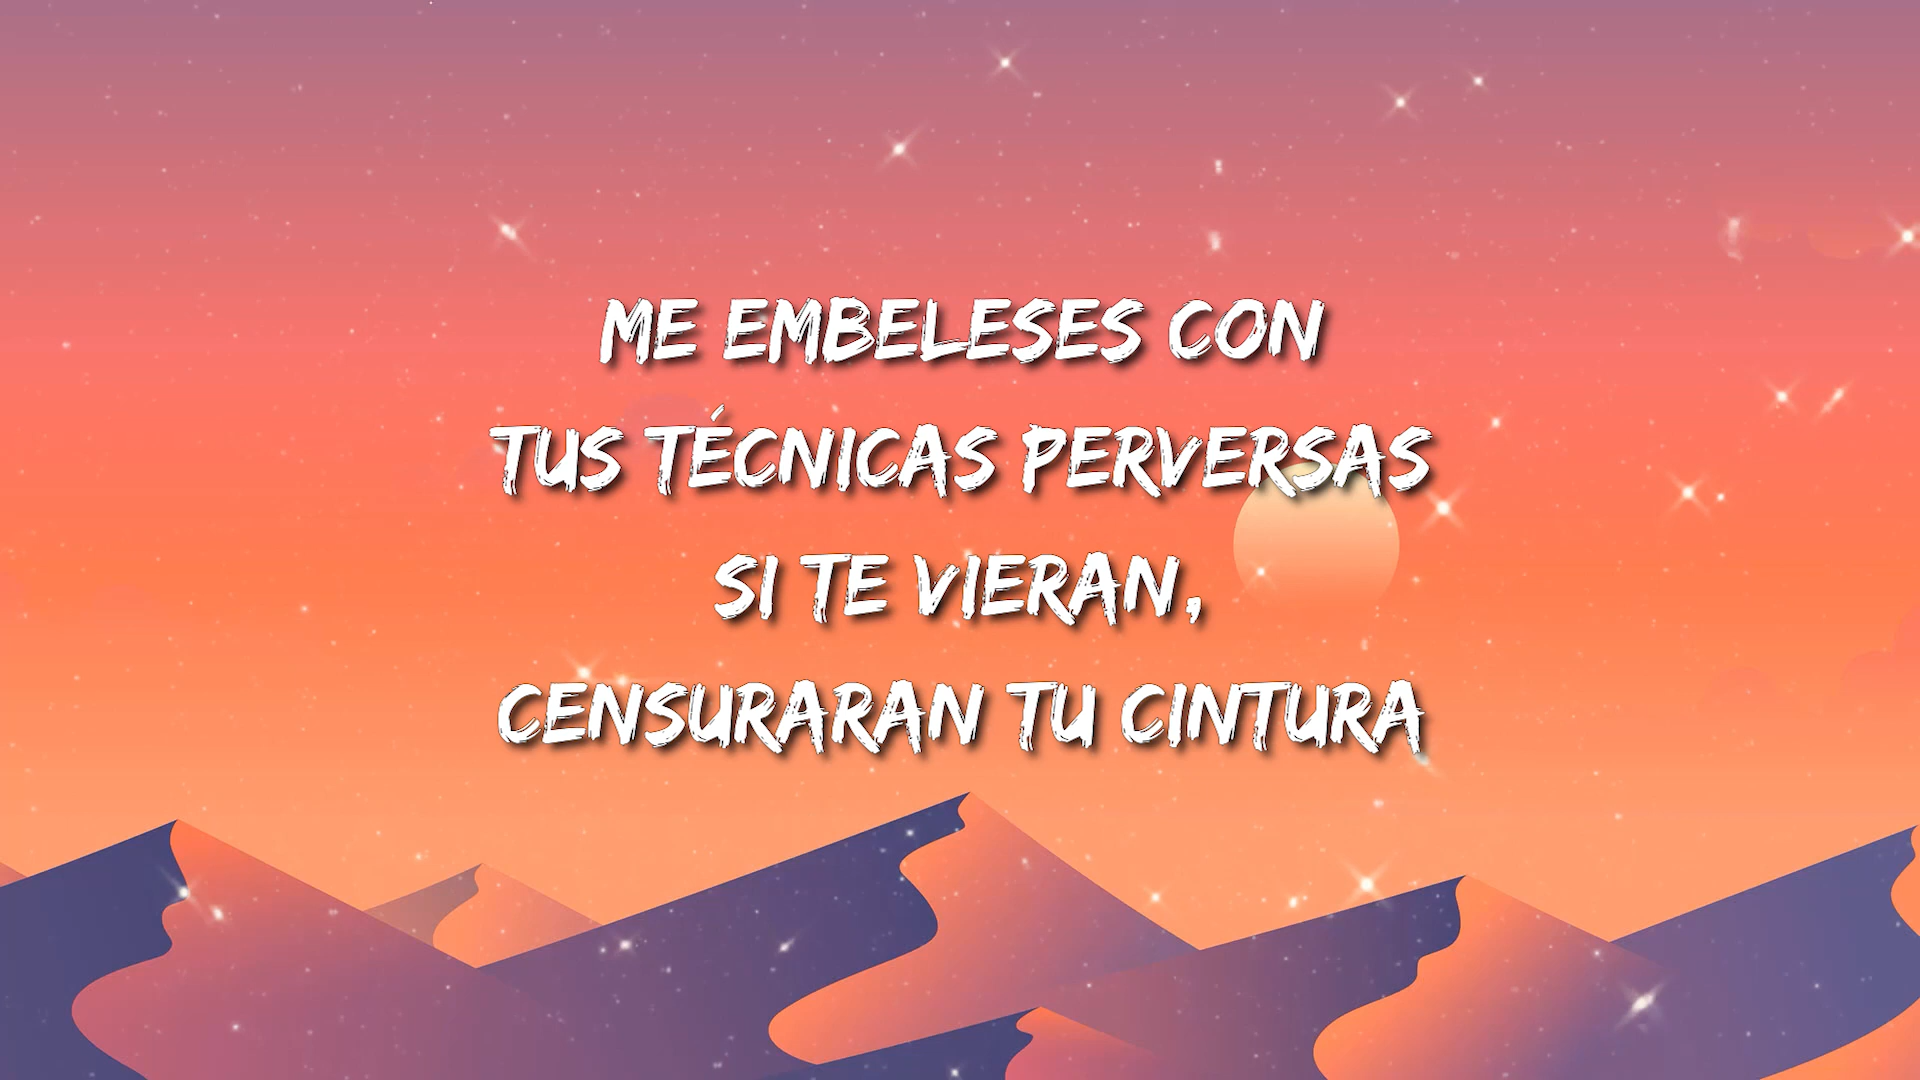 ME EMBELESES CON
TUS TÉCNICAS PERVERSAS
SI TE VIERAN,
CENSURARAN TU CINTURA